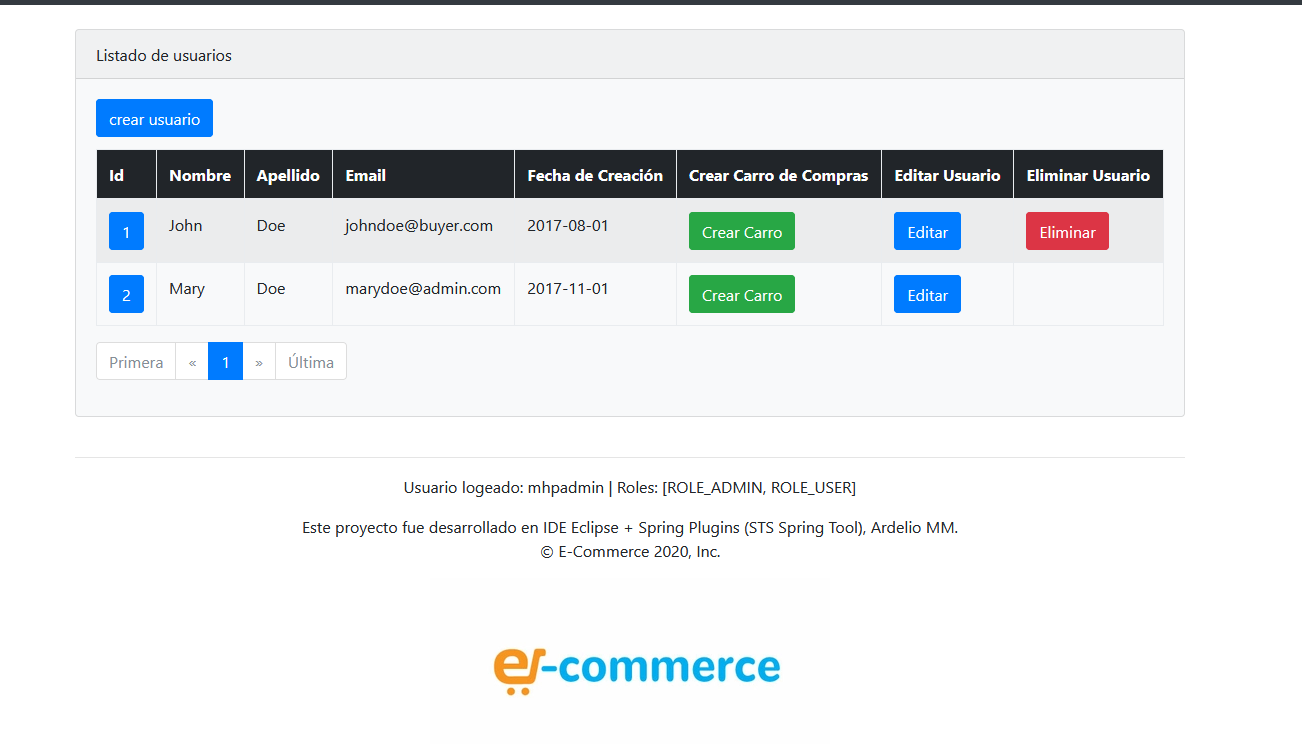 Listado de usuarios
crear usuario
Id Nombre Apellido Email Fecha de Creación Crear Carro de Compras Editar Usuario Eliminar Usuario
1 John Doe johndoe@buyer.com 2017-08-01 Crear Carro Editar Eliminar
2 Mary Doe marydoe@admin.com 2017-11-01 Crear Carro Editar
Primera « 1 » Última
Usuario logeado: mhpadmin | Roles: [ROLE_ADMIN, ROLE_USER]
Este proyecto fue desarrollado en IDE Eclipse + Spring Plugins (STS Spring Tool), Ardelio MM.
© E-Commerce 2020, Inc.
e-commerce